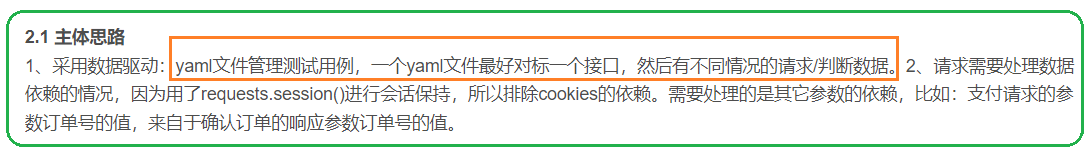 2.1 主体思路
1、采用数据驱动：yaml文件管理测试用例，一个yaml文件最好对标一个接口，然后有不同情况的请求/判断数据。2、请求需要处理数据
依赖的情况，因为用了requests.session()进行会话保持，所以排除cookies的依赖。需要处理的是其它参数的依赖，比如：支付请求的参
数订单号的值，来自于确认订单的响应参数订单号的值。